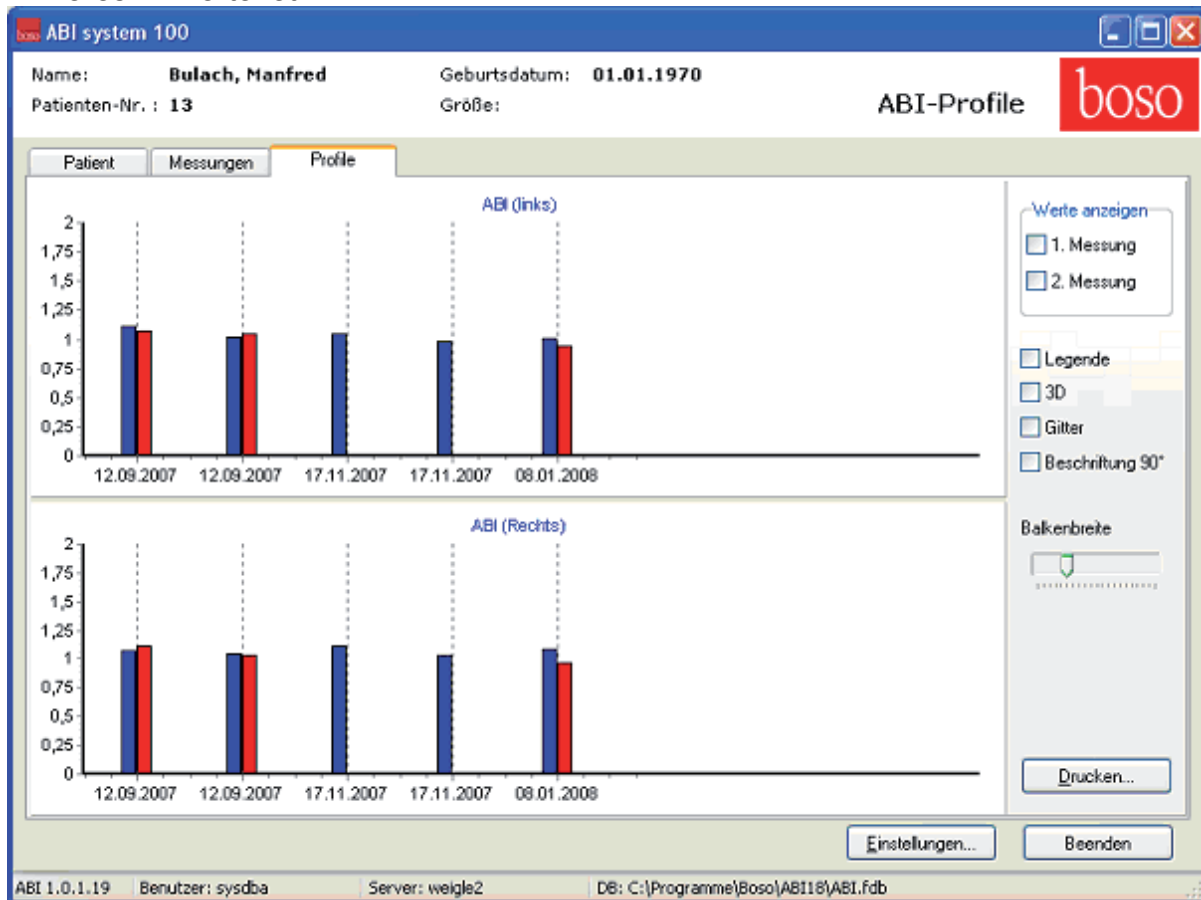 boso ABI system 100
Name: Bulach, Manfred Geburtsdatum: 01.01.1970
Patienten-Nr. : 13 Größe:
ABI-Profile
boso
Patient Messungen Profile
ABI (links)
2
1,75
1,5
1,25
1
0,75
0,5
0,25
0
12.09.2007 12.09.2007 17.11.2007 17.11.2007 08.01.2008
ABI (Rechts)
2
1,75
1,5
1,25
1
0,75
0,5
0,25
0
12.09.2007 12.09.2007 17.11.2007 17.11.2007 08.01.2008
Werte anzeigen
1. Messung
2. Messung
Legende
3D
Gitter
Beschriftung 90°
Balkenbreite
Drucken...
Einstellungen... Beenden
ABI 1.0.1.19 Benutzer: sysdba Server: weigle2 DB: C:\Programme\Boso\ABI18\ABI.fdb